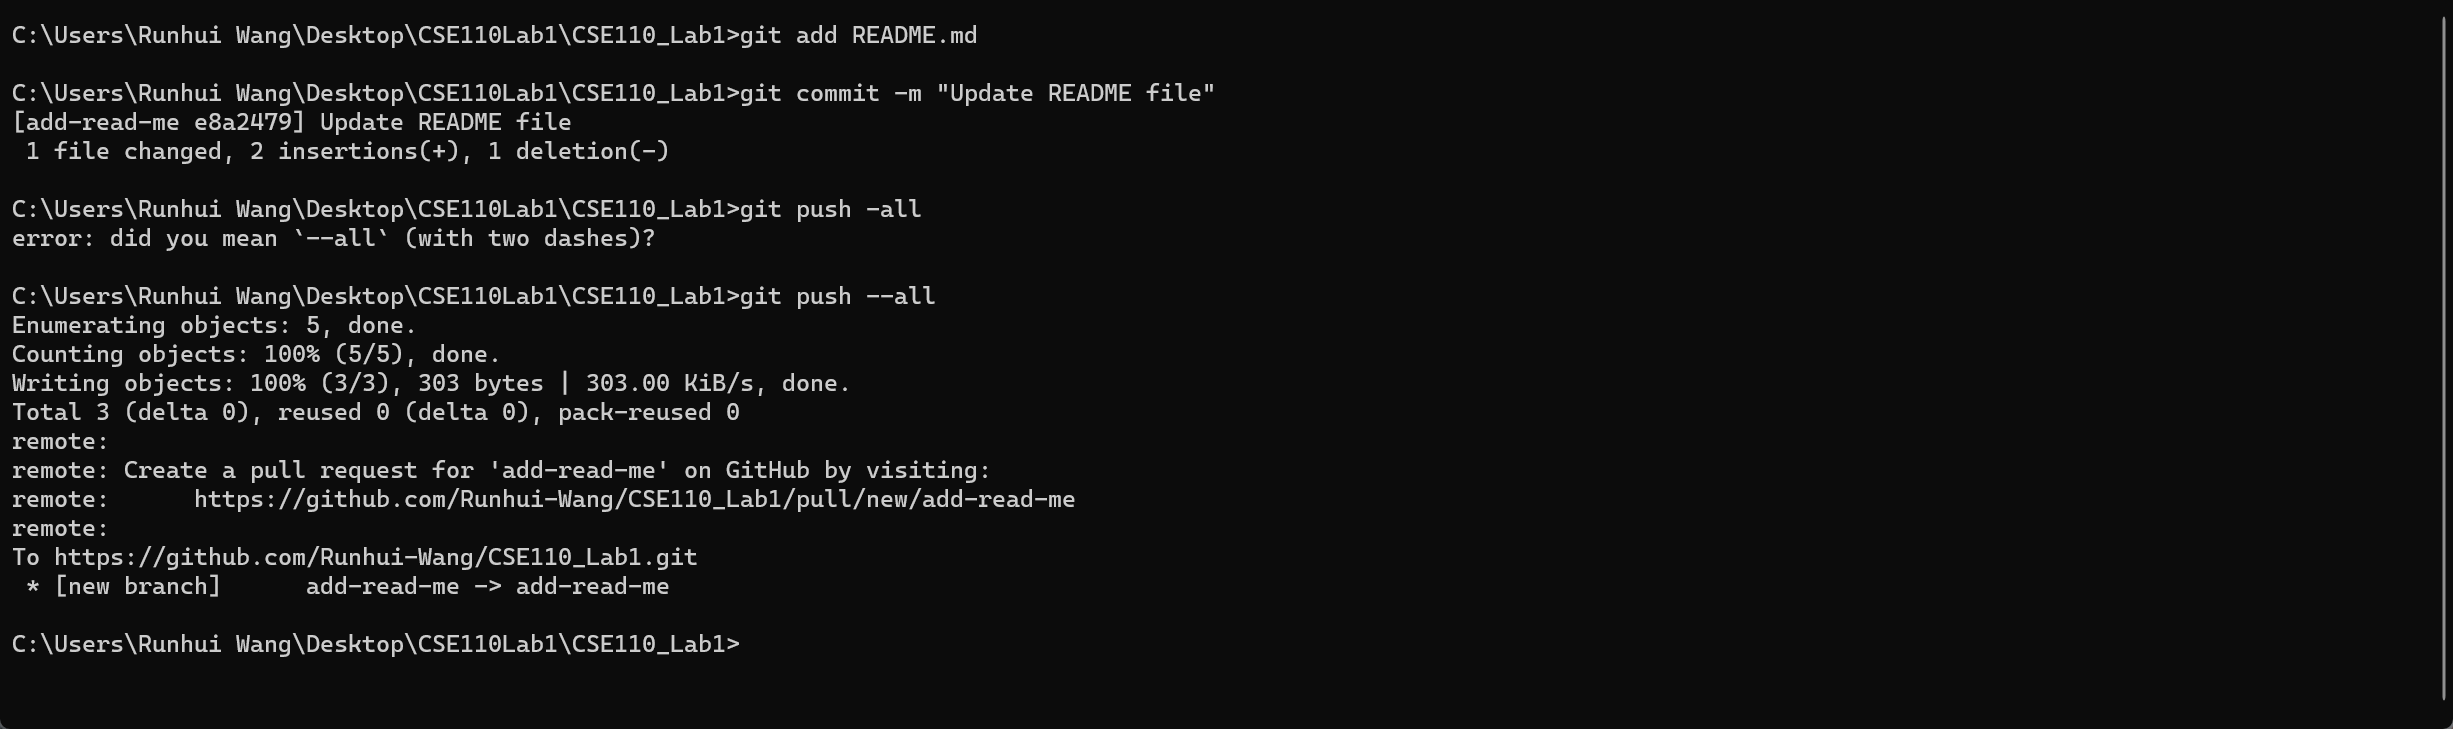 C:\Users\Runhui Wang\Desktop\CSE110Lab1\CSE110_Lab1>git add README.md
C:\Users\Runhui Wang\Desktop\CSE110Lab1\CSE110_Lab1>git commit -m "Update README file"
[add-read-me e8a2479] Update README file
 1 file changed, 2 insertions(+), 1 deletion(-)
C:\Users\Runhui Wang\Desktop\CSE110Lab1\CSE110_Lab1>git push -all
error: did you mean `--all` (with two dashes)?
C:\Users\Runhui Wang\Desktop\CSE110Lab1\CSE110_Lab1>git push --all
Enumerating objects: 5, done.
Counting objects: 100% (5/5), done.
Writing objects: 100% (3/3), 303 bytes | 303.00 KiB/s, done.
Total 3 (delta 0), reused 0 (delta 0), pack-reused 0
remote:
remote: Create a pull request for 'add-read-me' on GitHub by visiting:
remote:      https://github.com/Runhui-Wang/CSE110_Lab1/pull/new/add-read-me
remote:
To https://github.com/Runhui-Wang/CSE110_Lab1.git
 * [new branch]      add-read-me -> add-read-me
C:\Users\Runhui Wang\Desktop\CSE110Lab1\CSE110_Lab1>